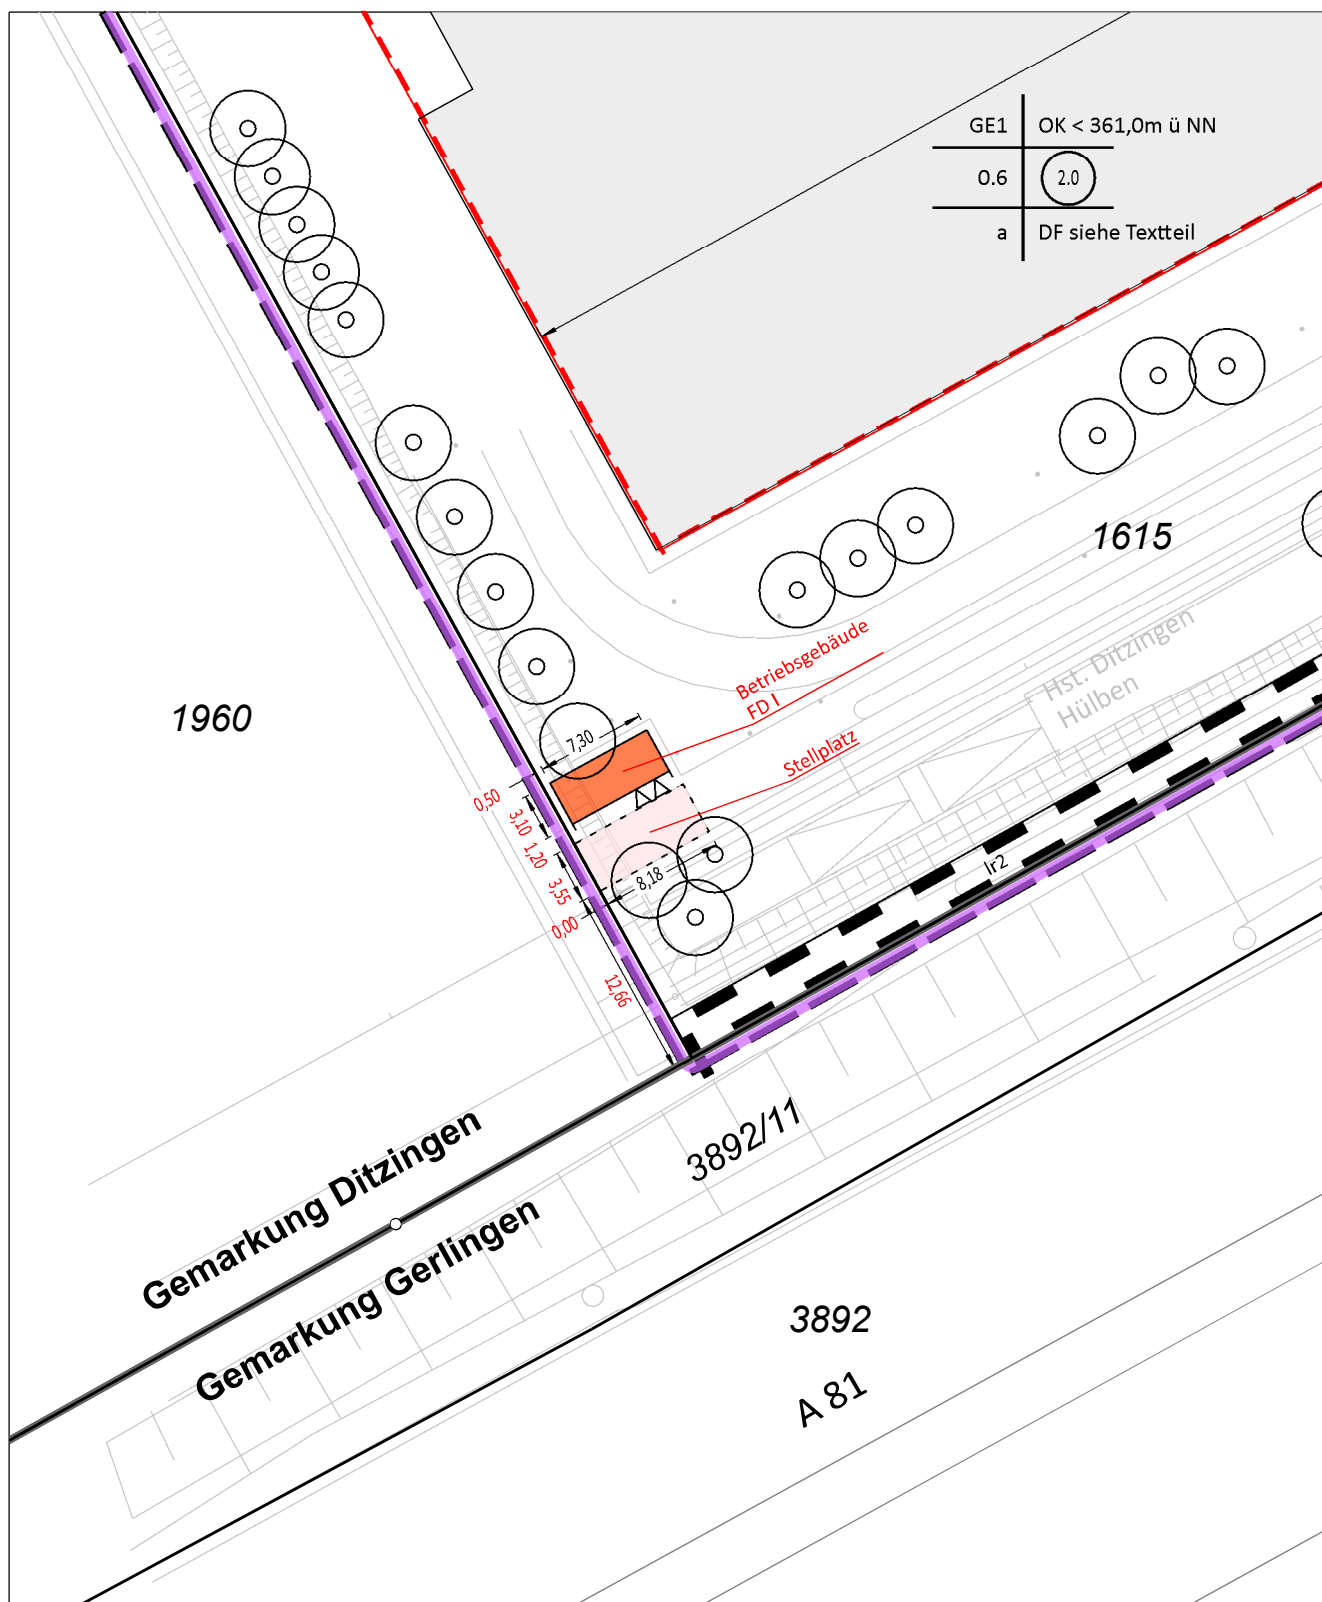 GE1
OK < 361,0m ü NN
0.6
2.0
a
DF siehe Textteil
1615
Betriebsgebäude
FD I
Hst. Ditzingen
Hülben
1960
7,30
Stellplatz
0,50
3,10
1,20
3,55
0,00
8,18
lr2
12,66
3892/11
Gemarkung Ditzingen
Gemarkung Gerlingen
3892
A 81